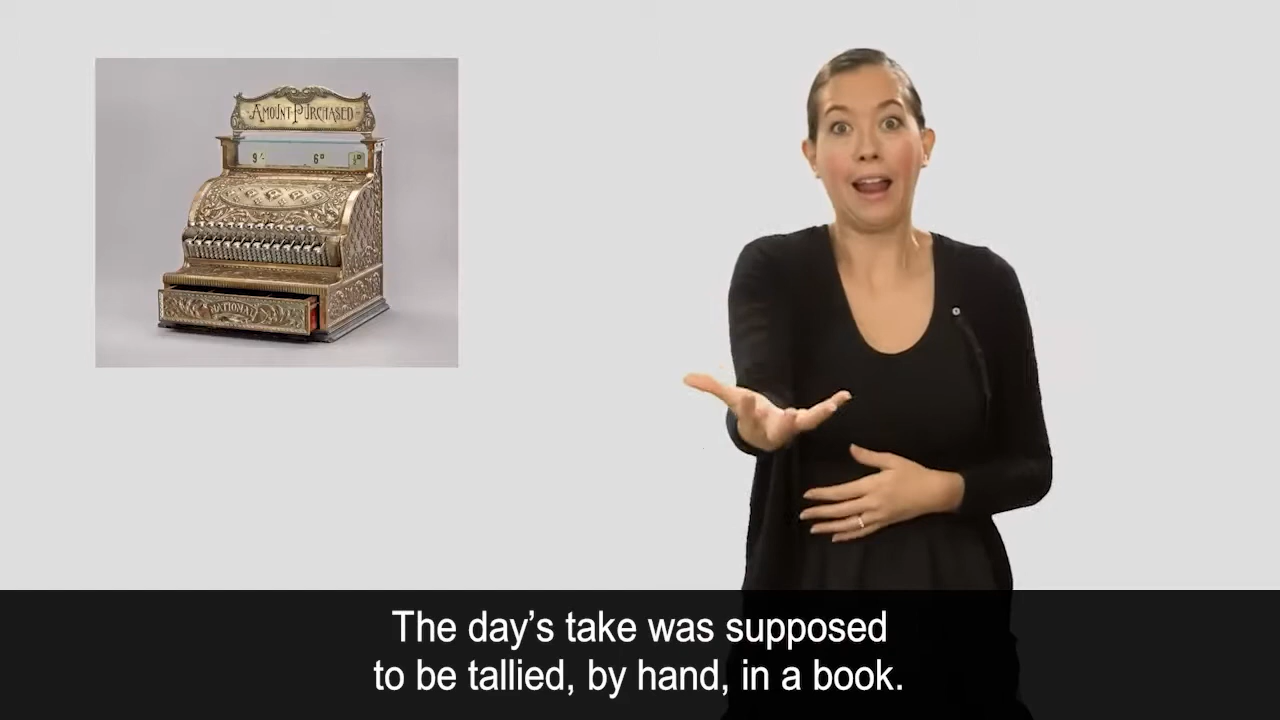 AMOUNT PURCHASED
NATIONAL
The day's take was supposed
to be tallied, by hand, in a book.